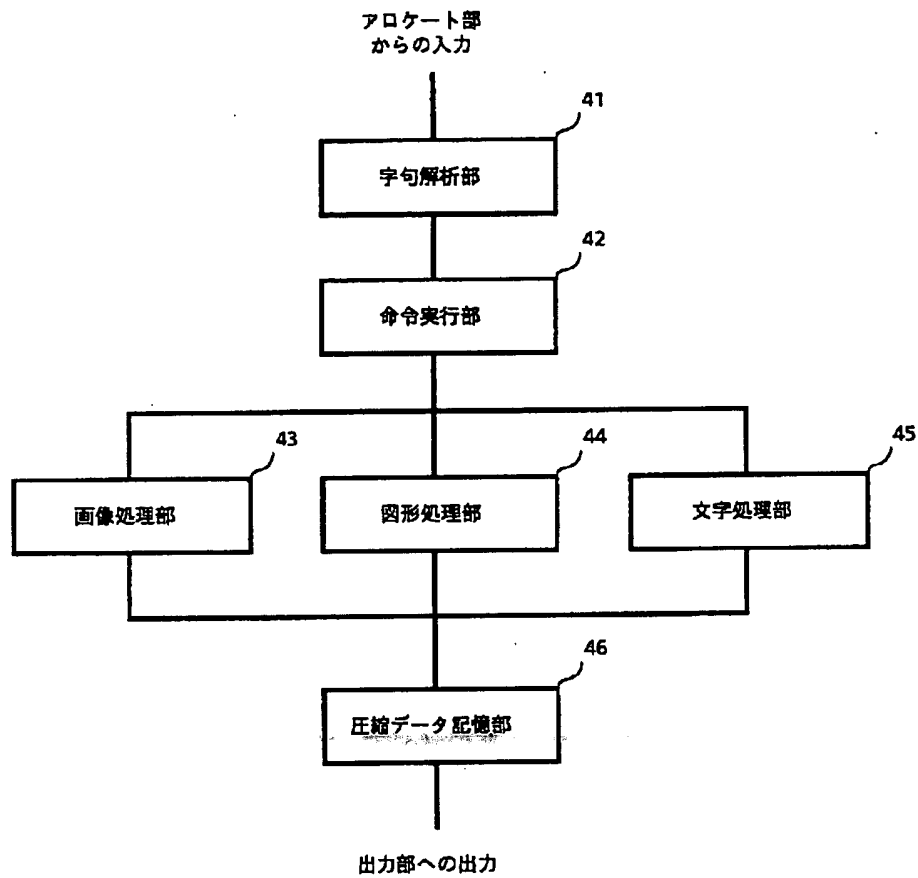 アロケート部
からの入力
41
字句解析部
42
命令実行部
43
44
45
画像処理部
図形処理部
文字処理部
46
圧縮データ記憶部
出力部への出力